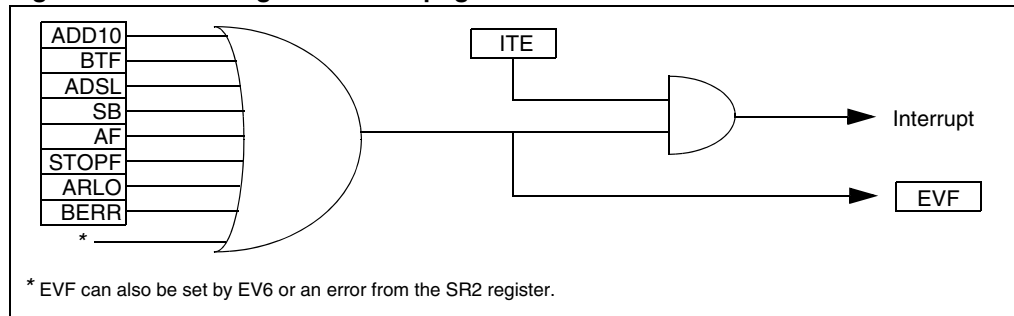 ADD10
BTF
ADSL
SB
AF
STOPF
ARLO
BERR
*
ITE
Interrupt
EVF
* EVF can also be set by EV6 or an error from the SR2 register.